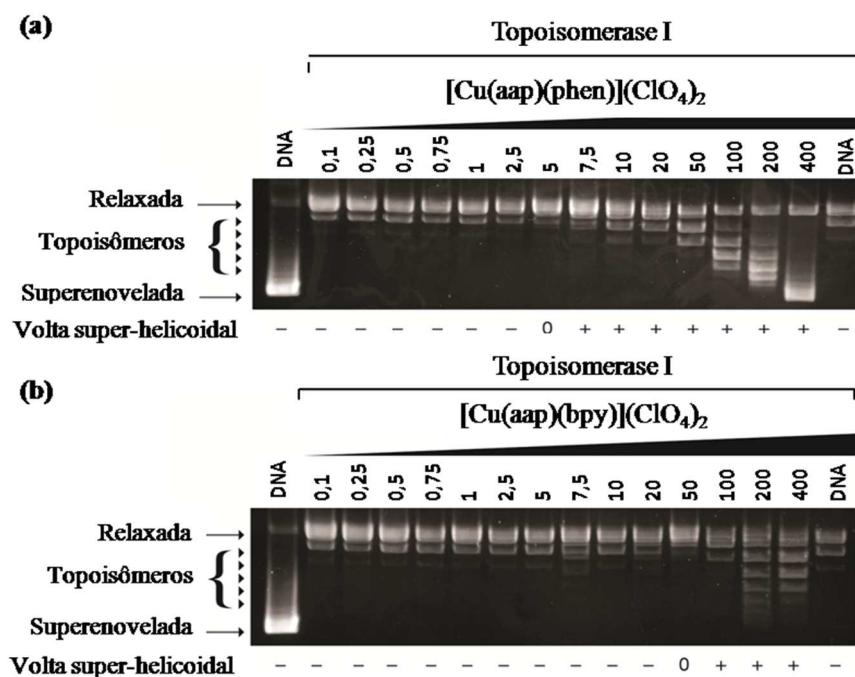 (a)
Topoisomerase I
[Cu(aap)(phen)](ClO₄)₂
DNA 0,1 0,25 0,5 0,75 1 2,5 5 7,5 10 20 50 100 200 400 DNA
Relaxada
Topoisômeros {
Superenovelada
Volta super-helicoidal − − − − − − 0 + + + + + + + −
(b)
Topoisomerase I
[Cu(aap)(bpy)](ClO₄)₂
DNA 0,1 0,25 0,5 0,75 1 2,5 5 7,5 10 20 50 100 200 400 DNA
Relaxada
Topoisômeros {
Superenovelada
Volta super-helicoidal − − − − − − − − − − − 0 + + + −